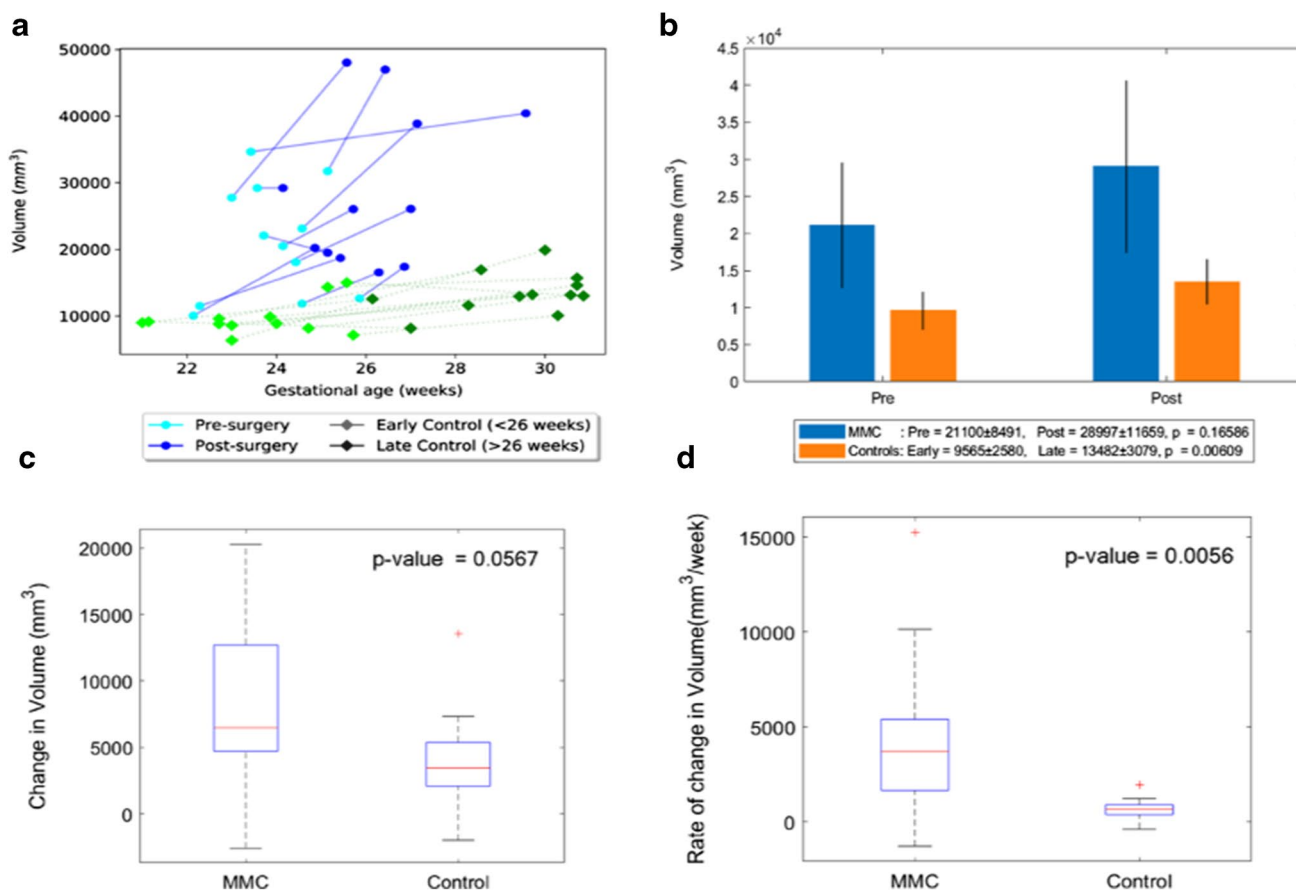 a
50000
40000
30000
20000
10000
Volume (mm³)
22
24
26
28
30
Gestational age (weeks)
Pre-surgery
Post-surgery
Early Control (<26 weeks)
Late Control (>26 weeks)
b
×10⁴
4.5
4
3.5
3
2.5
2
1.5
1
0.5
0
Volume (mm³)
Pre
Post
MMC : Pre = 21100±8491, Post = 28997±11659, p = 0.16586
Controls: Early = 9565±2580, Late = 13482±3079, p = 0.00609
c
20000
15000
10000
5000
0
Change in Volume (mm³)
p-value = 0.0567
MMC
Control
d
15000
10000
5000
0
Rate of change in Volume(mm³/week)
p-value = 0.0056
MMC
Control